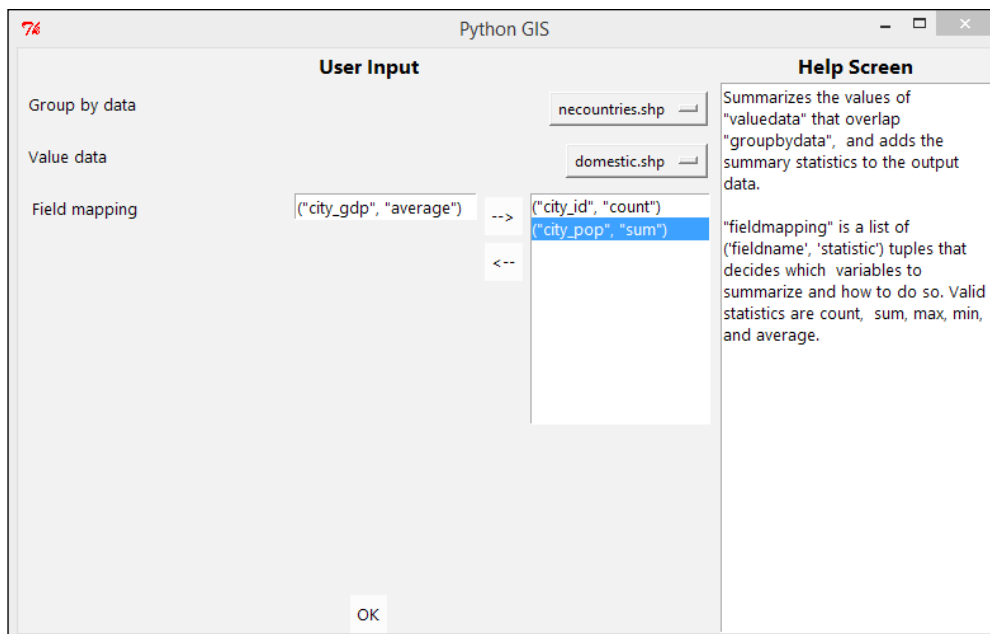 Python GIS
User Input
Group by data
necountries.shp
Value data
domestic.shp
Field mapping
("city_gdp", "average")
-->
<--
("city_id", "count")
("city_pop", "sum")
OK
Help Screen
Summarizes the values of
"valuedata" that overlap
"groupbydata",  and adds the
summary statistics to the output
data.
"fieldmapping" is a list of
('fieldname', 'statistic') tuples that
decides which  variables to
summarize and how to do so. Valid
statistics are count,  sum, max, min,
and average.